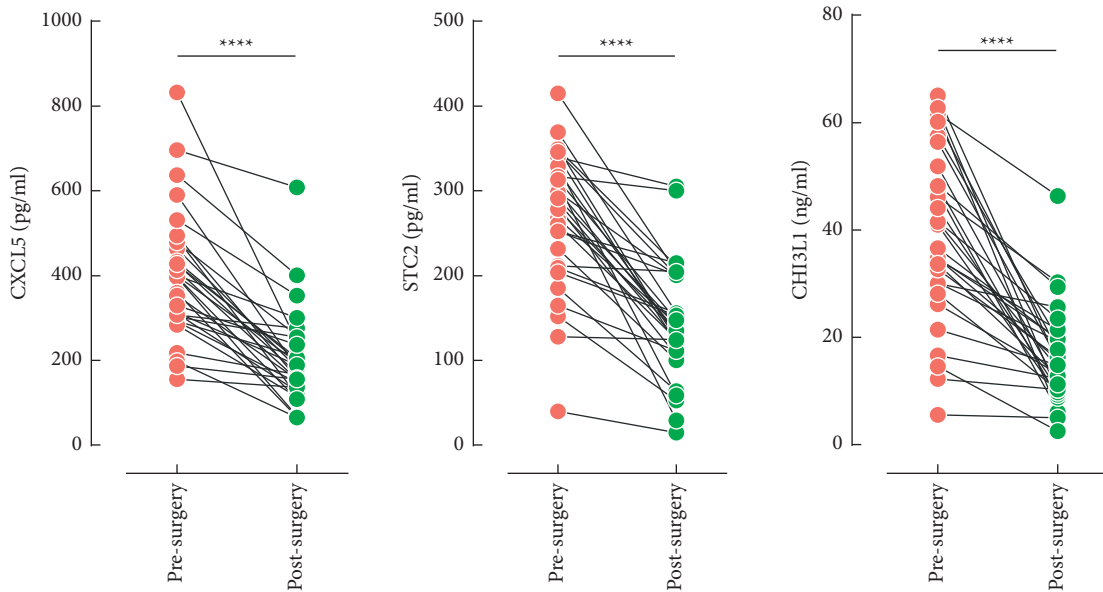 CXCL5 (pg/ml)
1000
800
600
400
200
0
****
Pre-surgery
Post-surgery
STC2 (pg/ml)
500
400
300
200
100
0
****
Pre-surgery
Post-surgery
CHI3L1 (ng/ml)
80
60
40
20
0
****
Pre-surgery
Post-surgery